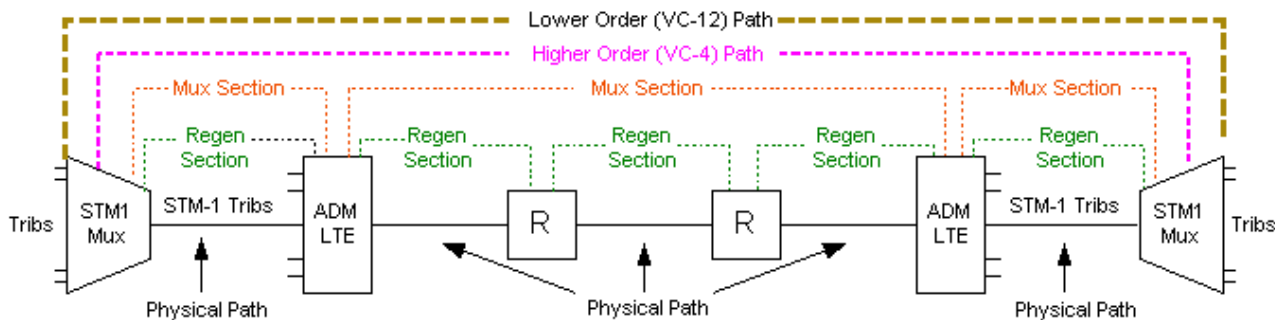 Lower Order (VC-12) Path
Higher Order (VC-4) Path
Mux Section
Mux Section
Mux Section
Regen
Section
Regen
Section
Regen
Section
Regen
Section
Regen
Section
Tribs
STM1
Mux
STM-1 Tribs
ADM
LTE
R
R
ADM
LTE
STM-1 Tribs
STM1
Mux
Tribs
Physical Path
Physical Path
Physical Path